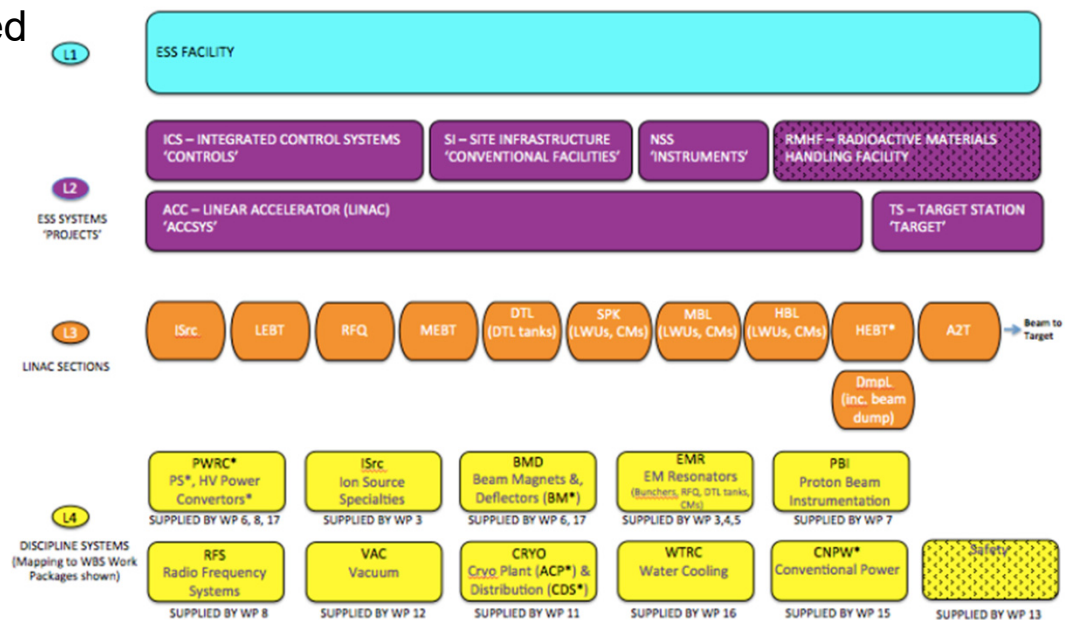 ed
L1
ESS FACILITY
ICS – INTEGRATED CONTROL SYSTEMS
'CONTROLS'
SI – SITE INFRASTRUCTURE
'CONVENTIONAL FACILITIES'
NSS
'INSTRUMENTS'
RMHF – RADIOACTIVE MATERIALS
HANDLING FACILITY
L2
ESS SYSTEMS
'PROJECTS'
ACC – LINEAR ACCELERATOR (LINAC)
'ACCSYS'
TS – TARGET STATION
'TARGET'
L3
LINAC SECTIONS
ISrc
LEBT
RFQ
MEBT
DTL
(DTL tanks)
SPK
(LWUs, CMs)
MBL
(LWUs, CMs)
HBL
(LWUs, CMs)
HEBT*
A2T
Beam to
Target
DmpL
(inc. beam
dump)
L4
DISCIPLINE SYSTEMS
(Mapping to WBS Work
Packages shown)
PWRC*
PS*, HV Power
Convertors*
SUPPLIED BY WP 6, 8, 17
ISrc
Ion Source
Specialties
SUPPLIED BY WP 3
BMD
Beam Magnets &,
Deflectors (BM*)
SUPPLIED BY WP 6, 17
EMR
EM Resonators
(Bunchers, RFQ, DTL tanks,
CMs)
SUPPLIED BY WP 3,4,5
PBI
Proton Beam
Instrumentation
SUPPLIED BY WP 7
RFS
Radio Frequency
Systems
SUPPLIED BY WP 8
VAC
Vacuum
SUPPLIED BY WP 12
CRYO
Cryo Plant (ACP*) &
Distribution (CDS*)
SUPPLIED BY WP 11
WTRC
Water Cooling
SUPPLIED BY WP 16
CNPW*
Conventional Power
SUPPLIED BY WP 15
Safety
SUPPLIED BY WP 13